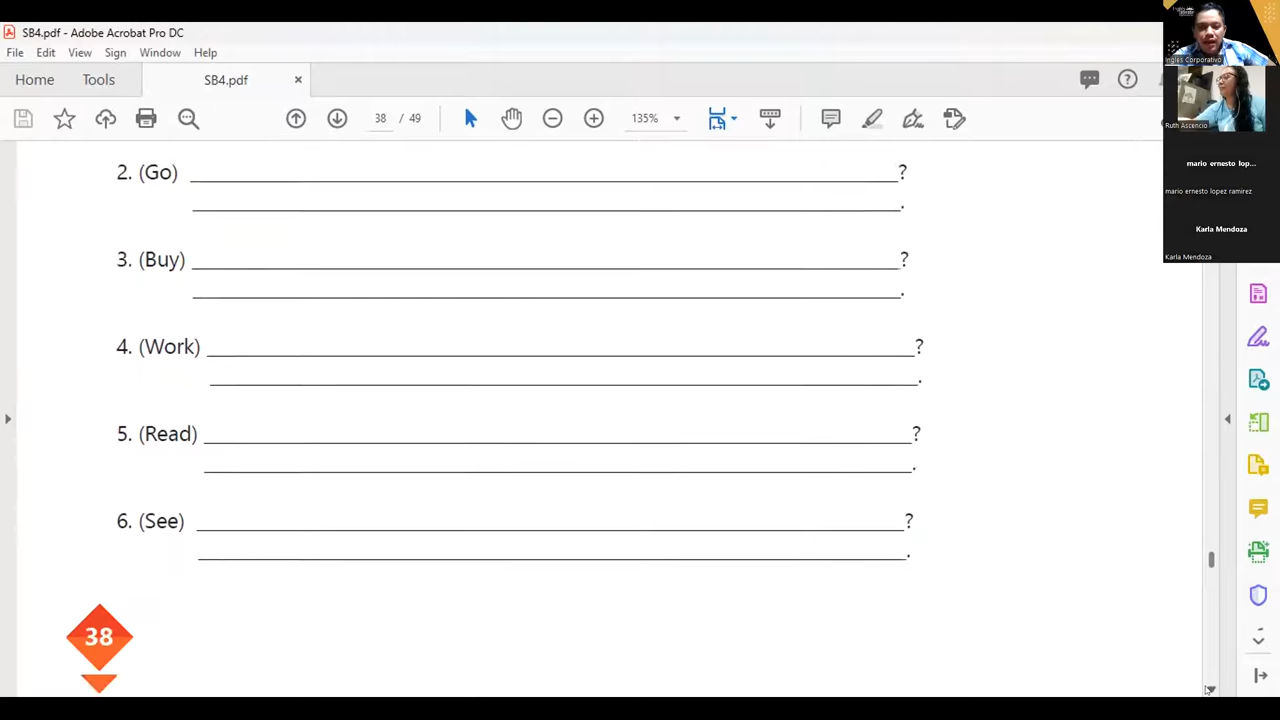 SB4.pdf - Adobe Acrobat Pro DC
File Edit View Sign Window Help
Home Tools SB4.pdf ×
38 / 49 135%
2. (Go) ?
.
3. (Buy) ?
.
4. (Work) ?
.
5. (Read) ?
.
6. (See) ?
.
38
Ingles Corporativo
Ruth Ascencio
mario ernesto lop...
mario ernesto lopez ramirez
Karla Mendoza
Karla Mendoza